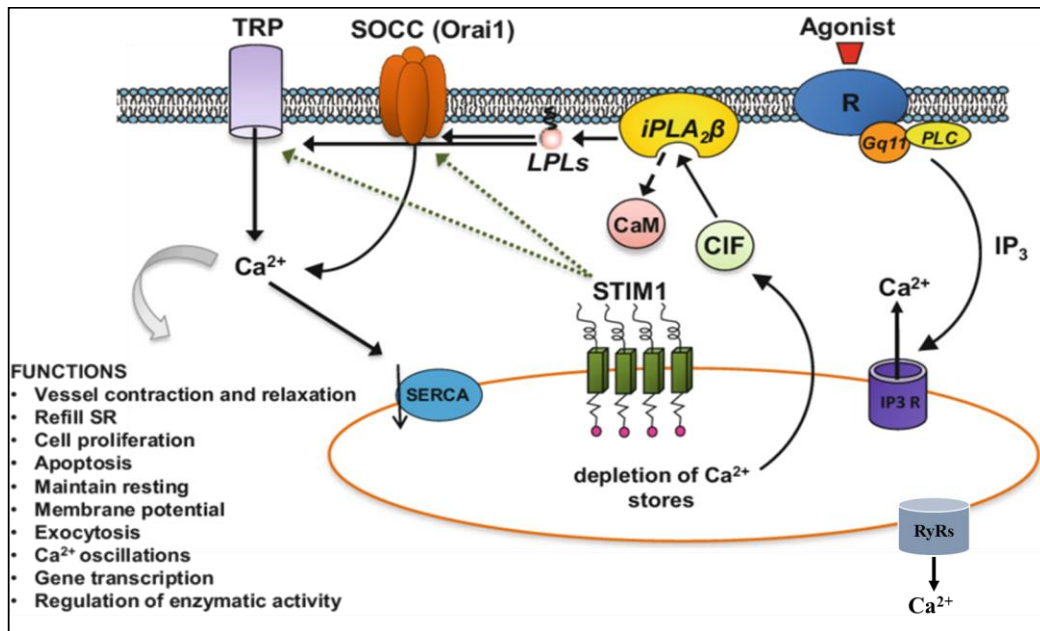 TRP
SOCC (Orai1)
Agonist
R
Gq11
PLC
iPLA₂β
LPLs
CaM
CIF
IP₃
Ca²⁺
STIM1
Ca²⁺
SERCA
IP3 R
depletion of Ca²⁺
stores
RyRs
Ca²⁺
FUNCTIONS
• Vessel contraction and relaxation
• Refill SR
• Cell proliferation
• Apoptosis
• Maintain resting
• Membrane potential
• Exocytosis
• Ca²⁺ oscillations
• Gene transcription
• Regulation of enzymatic activity